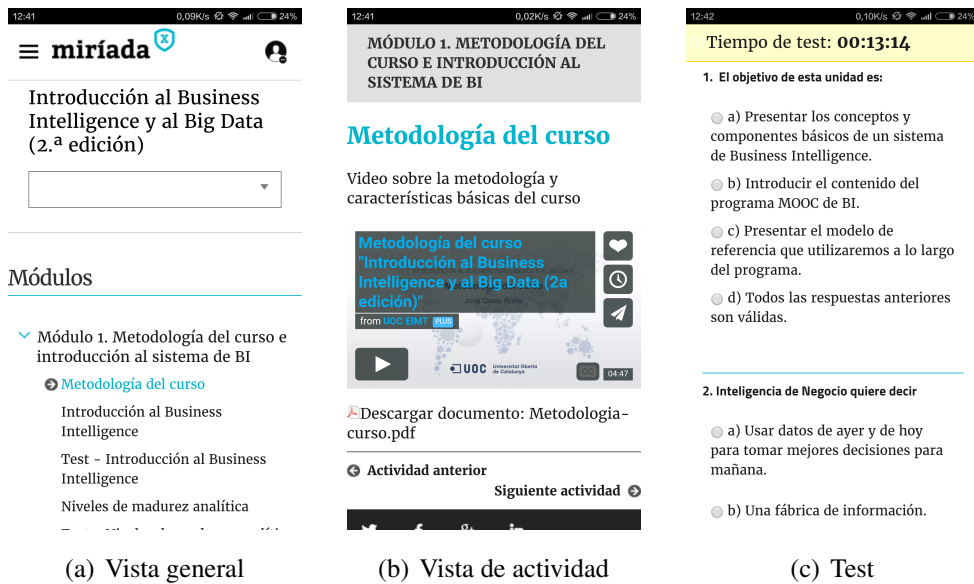 12:41 0,09K/s 24%
miríada X
Introducción al Business
Intelligence y al Big Data
(2.ª edición)
Módulos
Módulo 1. Metodología del curso e
introducción al sistema de BI
Metodología del curso
Introducción al Business
Intelligence
Test - Introducción al Business
Intelligence
Niveles de madurez analítica
(a) Vista general
12:41 0,02K/s 24%
MÓDULO 1. METODOLOGÍA DEL
CURSO E INTRODUCCIÓN AL
SISTEMA DE BI
Metodología del curso
Video sobre la metodología y
características básicas del curso
Metodología del curso
"Introducción al Business
Intelligence y al Big Data (2a
edición)"
from UOC EIMT PLUS
UOC Universitat Oberta
de Catalunya
CC 04:47
Descargar documento: Metodologia-
curso.pdf
Actividad anterior
Siguiente actividad
(b) Vista de actividad
12:42 0,10K/s 24%
Tiempo de test: 00:13:14
1. El objetivo de esta unidad es:
a) Presentar los conceptos y
componentes básicos de un sistema
de Business Intelligence.
b) Introducir el contenido del
programa MOOC de BI.
c) Presentar el modelo de
referencia que utilizaremos a lo largo
del programa.
d) Todos las respuestas anteriores
son válidas.
2. Inteligencia de Negocio quiere decir
a) Usar datos de ayer y de hoy
para tomar mejores decisiones para
mañana.
b) Una fábrica de información.
(c) Test